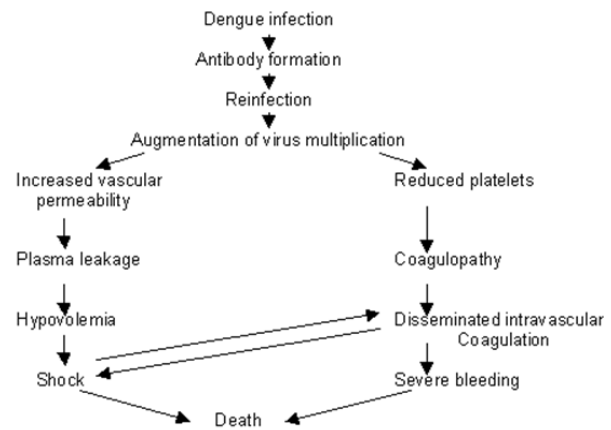 Dengue infection
Antibody formation
Reinfection
Augmentation of virus multiplication
Increased vascular
permeability
Reduced platelets
Plasma leakage
Coagulopathy
Hypovolemia
Disseminated intravascular
Coagulation
Shock
Severe bleeding
Death